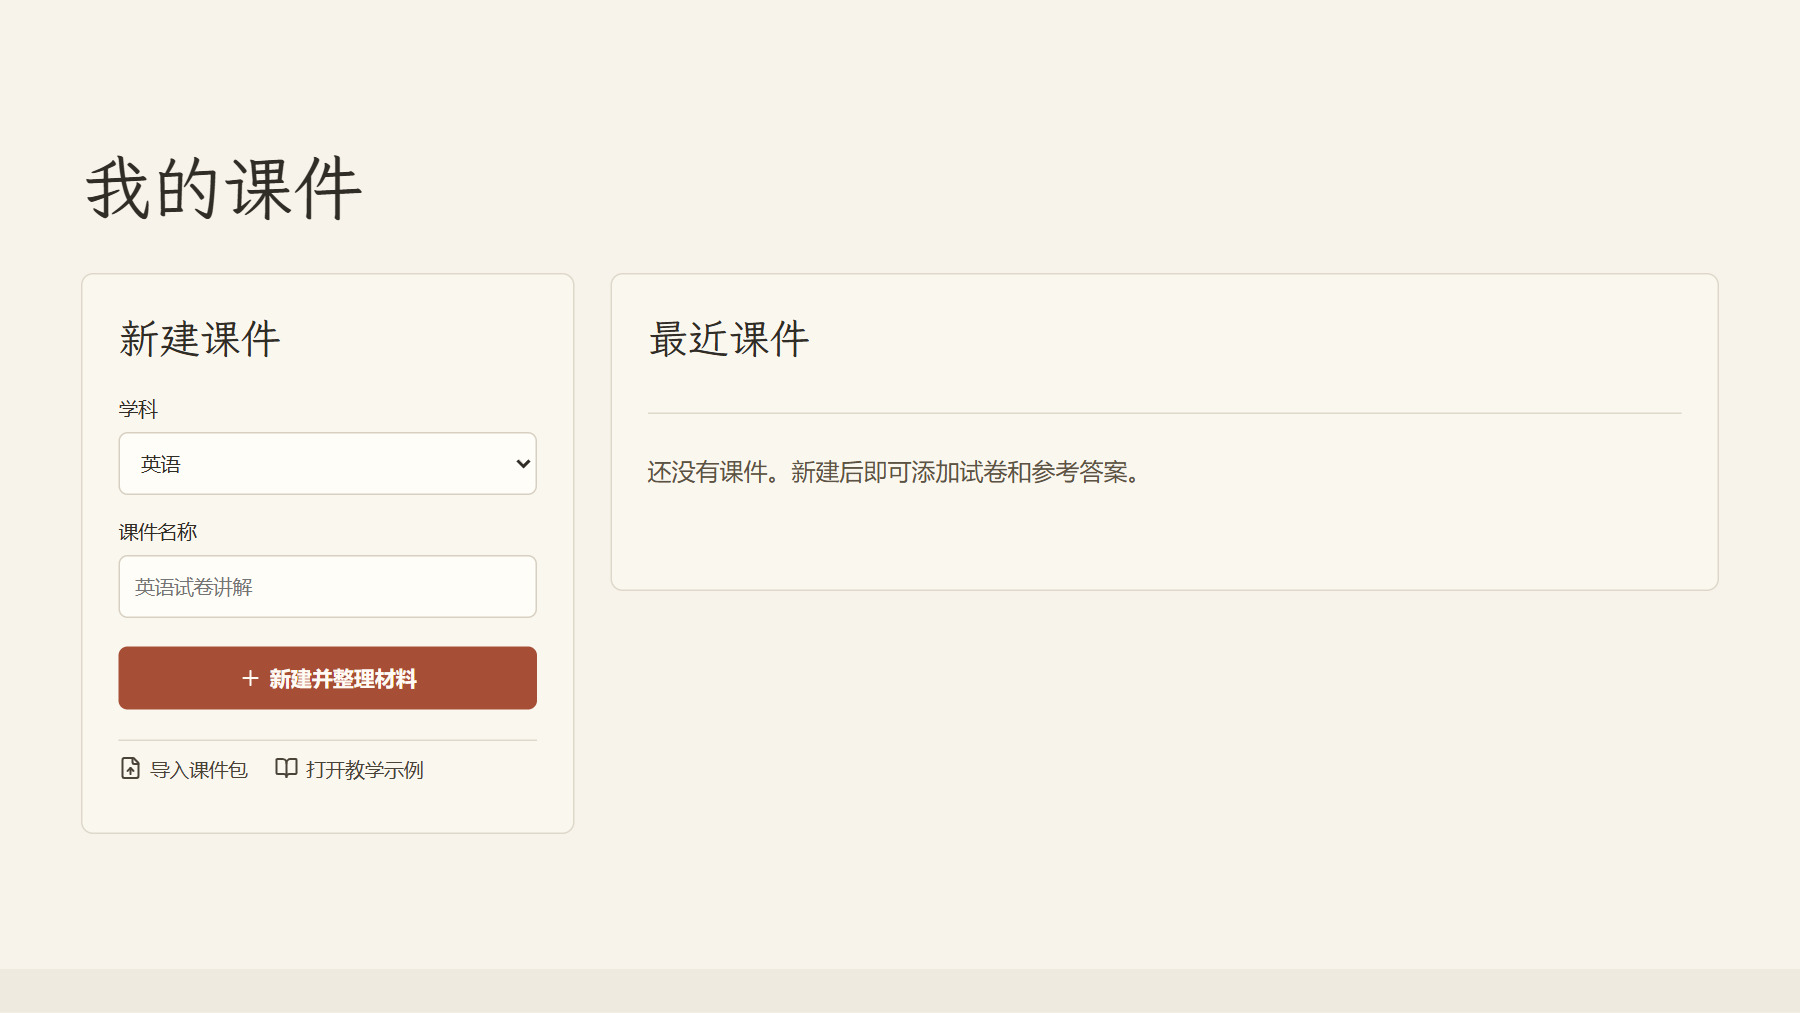 我的课件
新建课件
学科
英语
课件名称
英语试卷讲解
新建并整理材料
导入课件包 打开教学示例
最近课件
还没有课件。新建后即可添加试卷和参考答案。